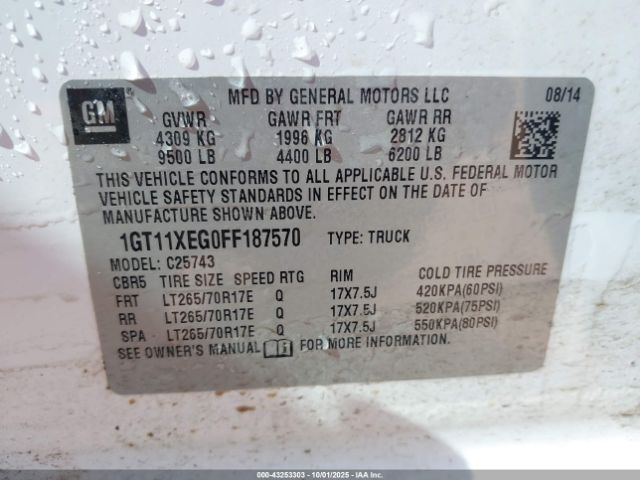 GM
MFD BY GENERAL MOTORS LLC 08/14
GVWR GAWR FRT GAWR RR
4309 KG 1996 KG 2812 KG
9500 LB 4400 LB 6200 LB
THIS VEHICLE CONFORMS TO ALL APPLICABLE U.S. FEDERAL MOTOR
VEHICLE SAFETY STANDARDS IN EFFECT ON THE DATE OF
MANUFACTURE SHOWN ABOVE.
1GT11XEG0FF187570 TYPE: TRUCK
MODEL: C25743
CBR5 TIRE SIZE SPEED RTG RIM COLD TIRE PRESSURE
FRT LT265/70R17E Q 17X7.5J 420KPA(60PSI)
RR LT265/70R17E Q 17X7.5J 520KPA(75PSI)
SPA LT265/70R17E Q 17X7.5J 550KPA(80PSI)
SEE OWNER'S MANUAL FOR MORE INFORMATION.
000-43253303 - 10/01/2025 - IAAI.COM